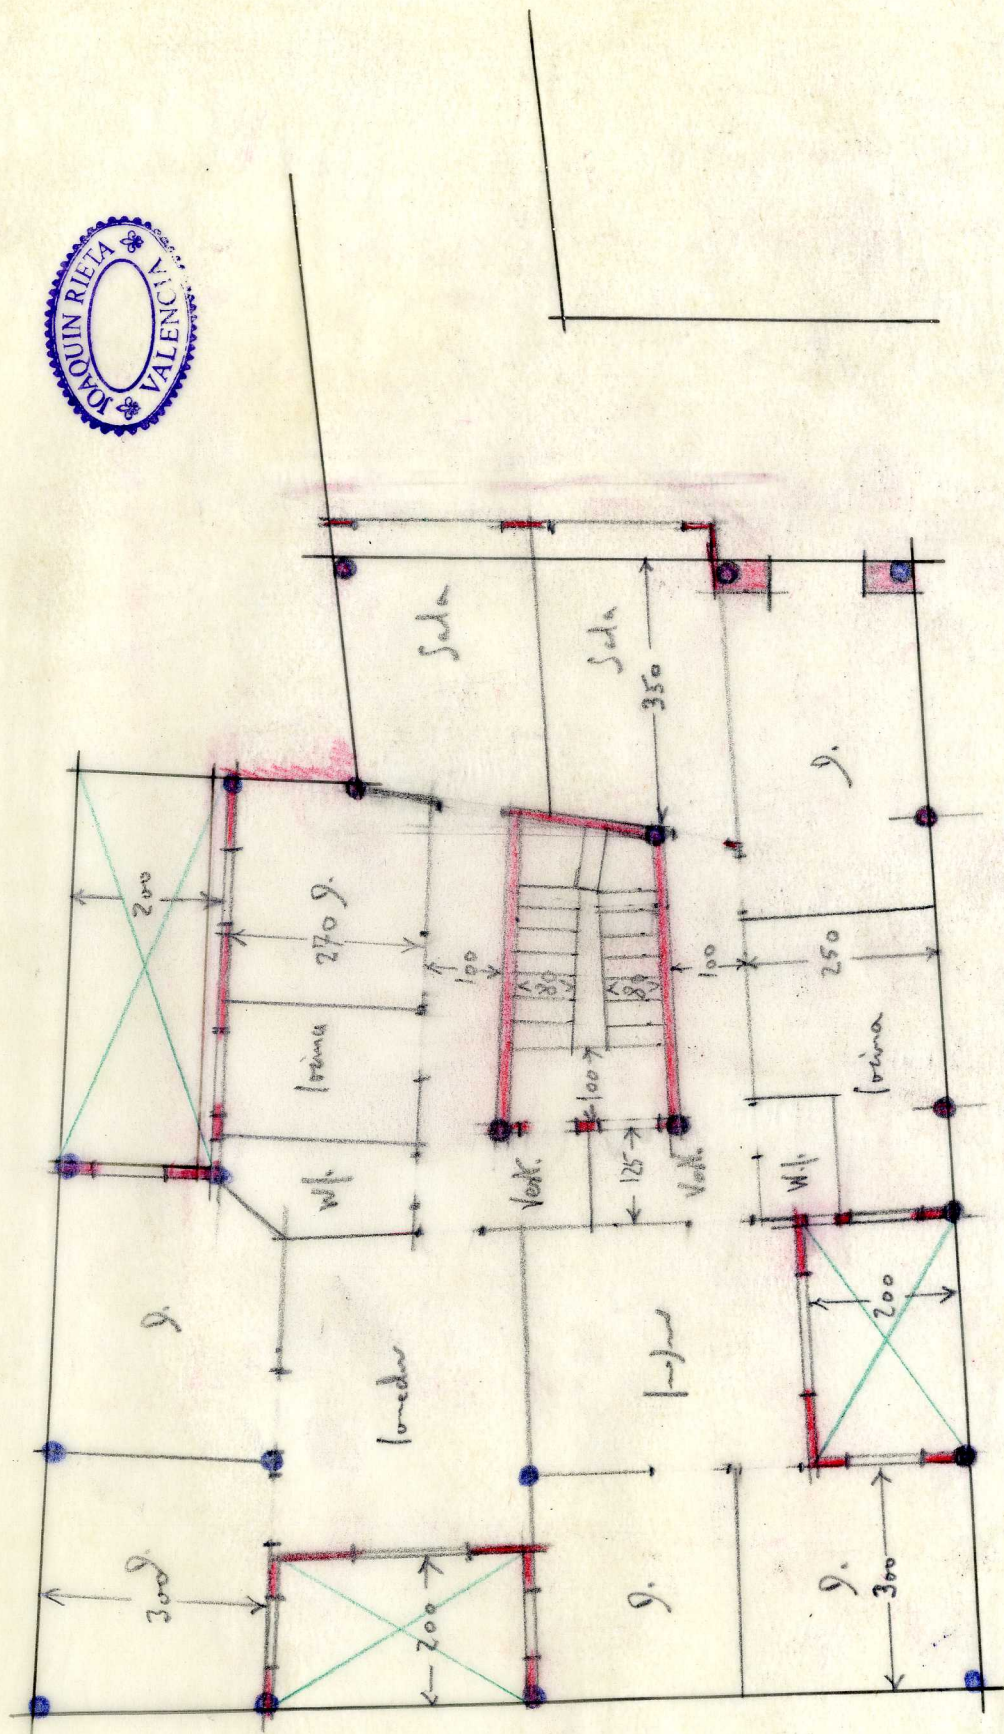 JOAQUIN RIETA
VALENCIA
Sala
Sala
350
200
270 D.
100
80
80
100
250
D.
Cocina
Cocina
100
125
W.C.
Vest.
Vest.
W.C.
D.
Comedor
200
300 D.
200
D.
D.
300